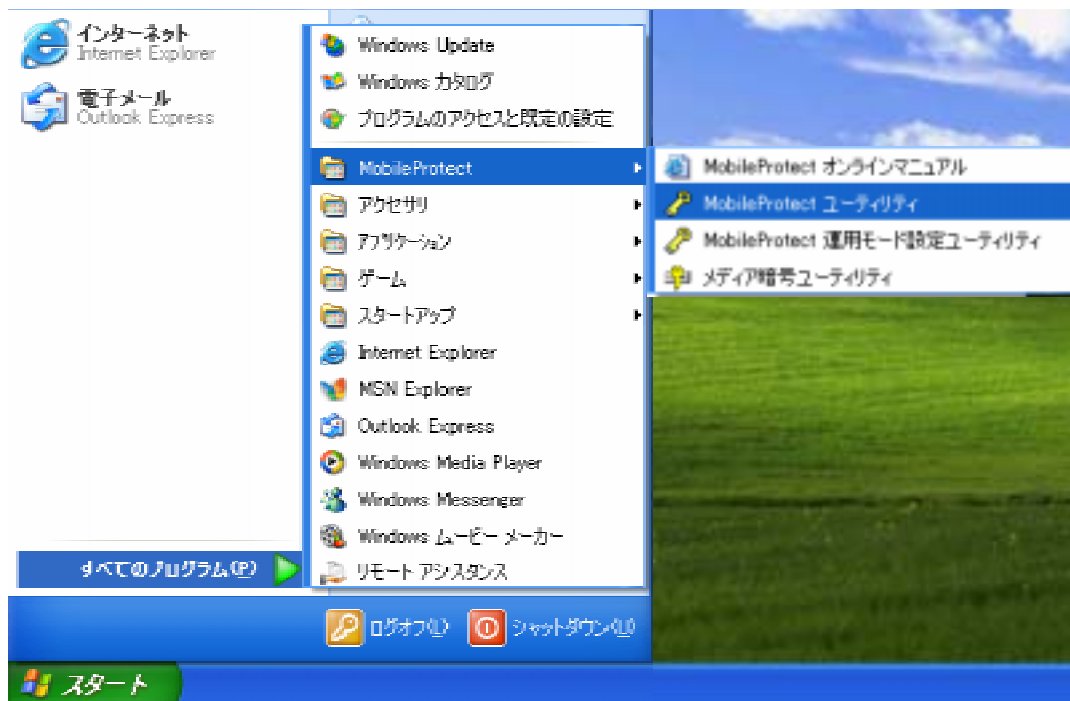 インターネット
Internet Explorer
電子メール
Outlook Express
Windows Update
Windows カタログ
プログラムのアクセスと既定の設定
MobileProtect
アクセサリ
アプリケーション
ゲーム
スタートアップ
Internet Explorer
MSN Explorer
Outlook Express
Windows Media Player
Windows Messenger
Windows ムービー メーカー
リモート アシスタンス
MobileProtect オンラインマニュアル
MobileProtect ユーティリティ
MobileProtect 運用モード設定ユーティリティ
メディア暗号ユーティリティ
すべてのプログラム(P)
ログオフ(L)
シャットダウン(U)
スタート